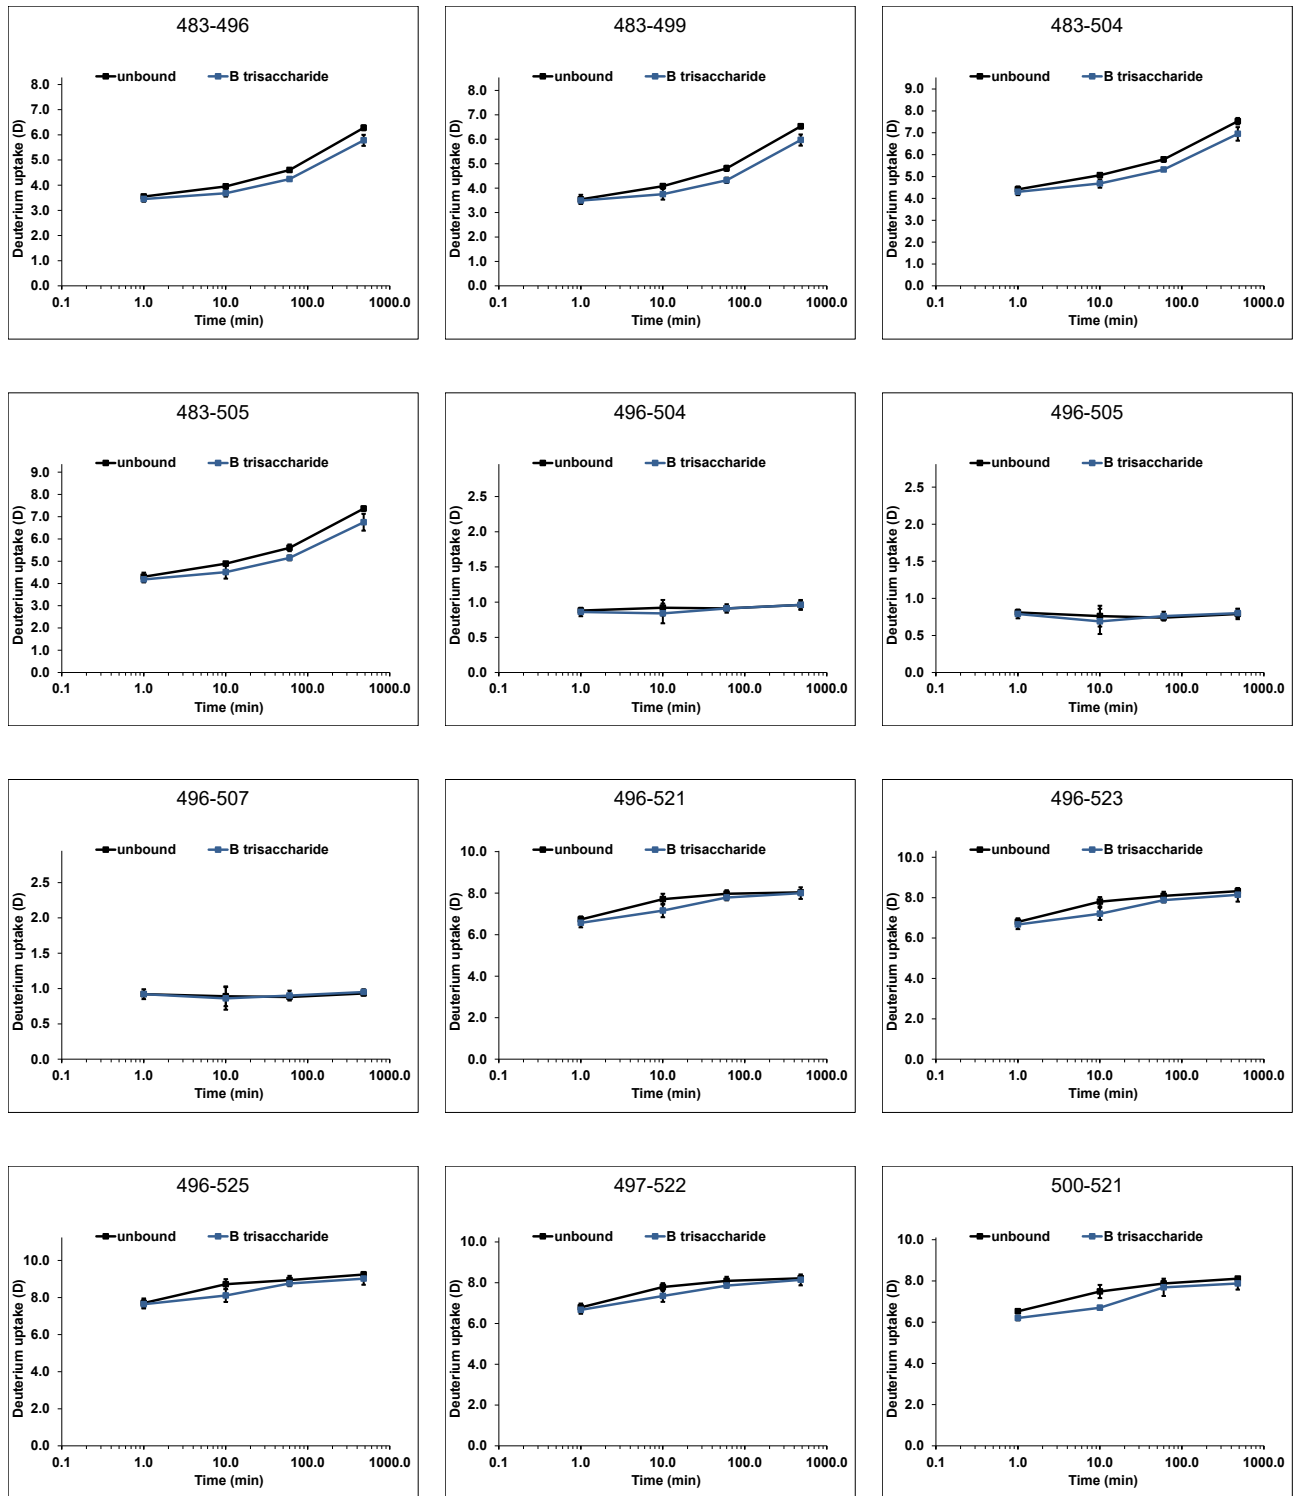 483-496
unbound B trisaccharide
8.0
7.0
6.0
5.0
4.0
3.0
2.0
1.0
0.0
Deuterium uptake (D)
0.1 1.0 10.0 100.0 1000.0
Time (min)
483-499
unbound B trisaccharide
8.0
7.0
6.0
5.0
4.0
3.0
2.0
1.0
0.0
Deuterium uptake (D)
0.1 1.0 10.0 100.0 1000.0
Time (min)
483-504
unbound B trisaccharide
9.0
8.0
7.0
6.0
5.0
4.0
3.0
2.0
1.0
0.0
Deuterium uptake (D)
0.1 1.0 10.0 100.0 1000.0
Time (min)
483-505
unbound B trisaccharide
9.0
8.0
7.0
6.0
5.0
4.0
3.0
2.0
1.0
0.0
Deuterium uptake (D)
0.1 1.0 10.0 100.0 1000.0
Time (min)
496-504
unbound B trisaccharide
2.5
2.0
1.5
1.0
0.5
0.0
Deuterium uptake (D)
0.1 1.0 10.0 100.0 1000.0
Time (min)
496-505
unbound B trisaccharide
2.5
2.0
1.5
1.0
0.5
0.0
Deuterium uptake (D)
0.1 1.0 10.0 100.0 1000.0
Time (min)
496-507
unbound B trisaccharide
2.5
2.0
1.5
1.0
0.5
0.0
Deuterium uptake (D)
0.1 1.0 10.0 100.0 1000.0
Time (min)
496-521
unbound B trisaccharide
10.0
8.0
6.0
4.0
2.0
0.0
Deuterium uptake (D)
0.1 1.0 10.0 100.0 1000.0
Time (min)
496-523
unbound B trisaccharide
10.0
8.0
6.0
4.0
2.0
0.0
Deuterium uptake (D)
0.1 1.0 10.0 100.0 1000.0
Time (min)
496-525
unbound B trisaccharide
10.0
8.0
6.0
4.0
2.0
0.0
Deuterium uptake (D)
0.1 1.0 10.0 100.0 1000.0
Time (min)
497-522
unbound B trisaccharide
10.0
8.0
6.0
4.0
2.0
0.0
Deuterium uptake (D)
0.1 1.0 10.0 100.0 1000.0
Time (min)
500-521
unbound B trisaccharide
10.0
8.0
6.0
4.0
2.0
0.0
Deuterium uptake (D)
0.1 1.0 10.0 100.0 1000.0
Time (min)